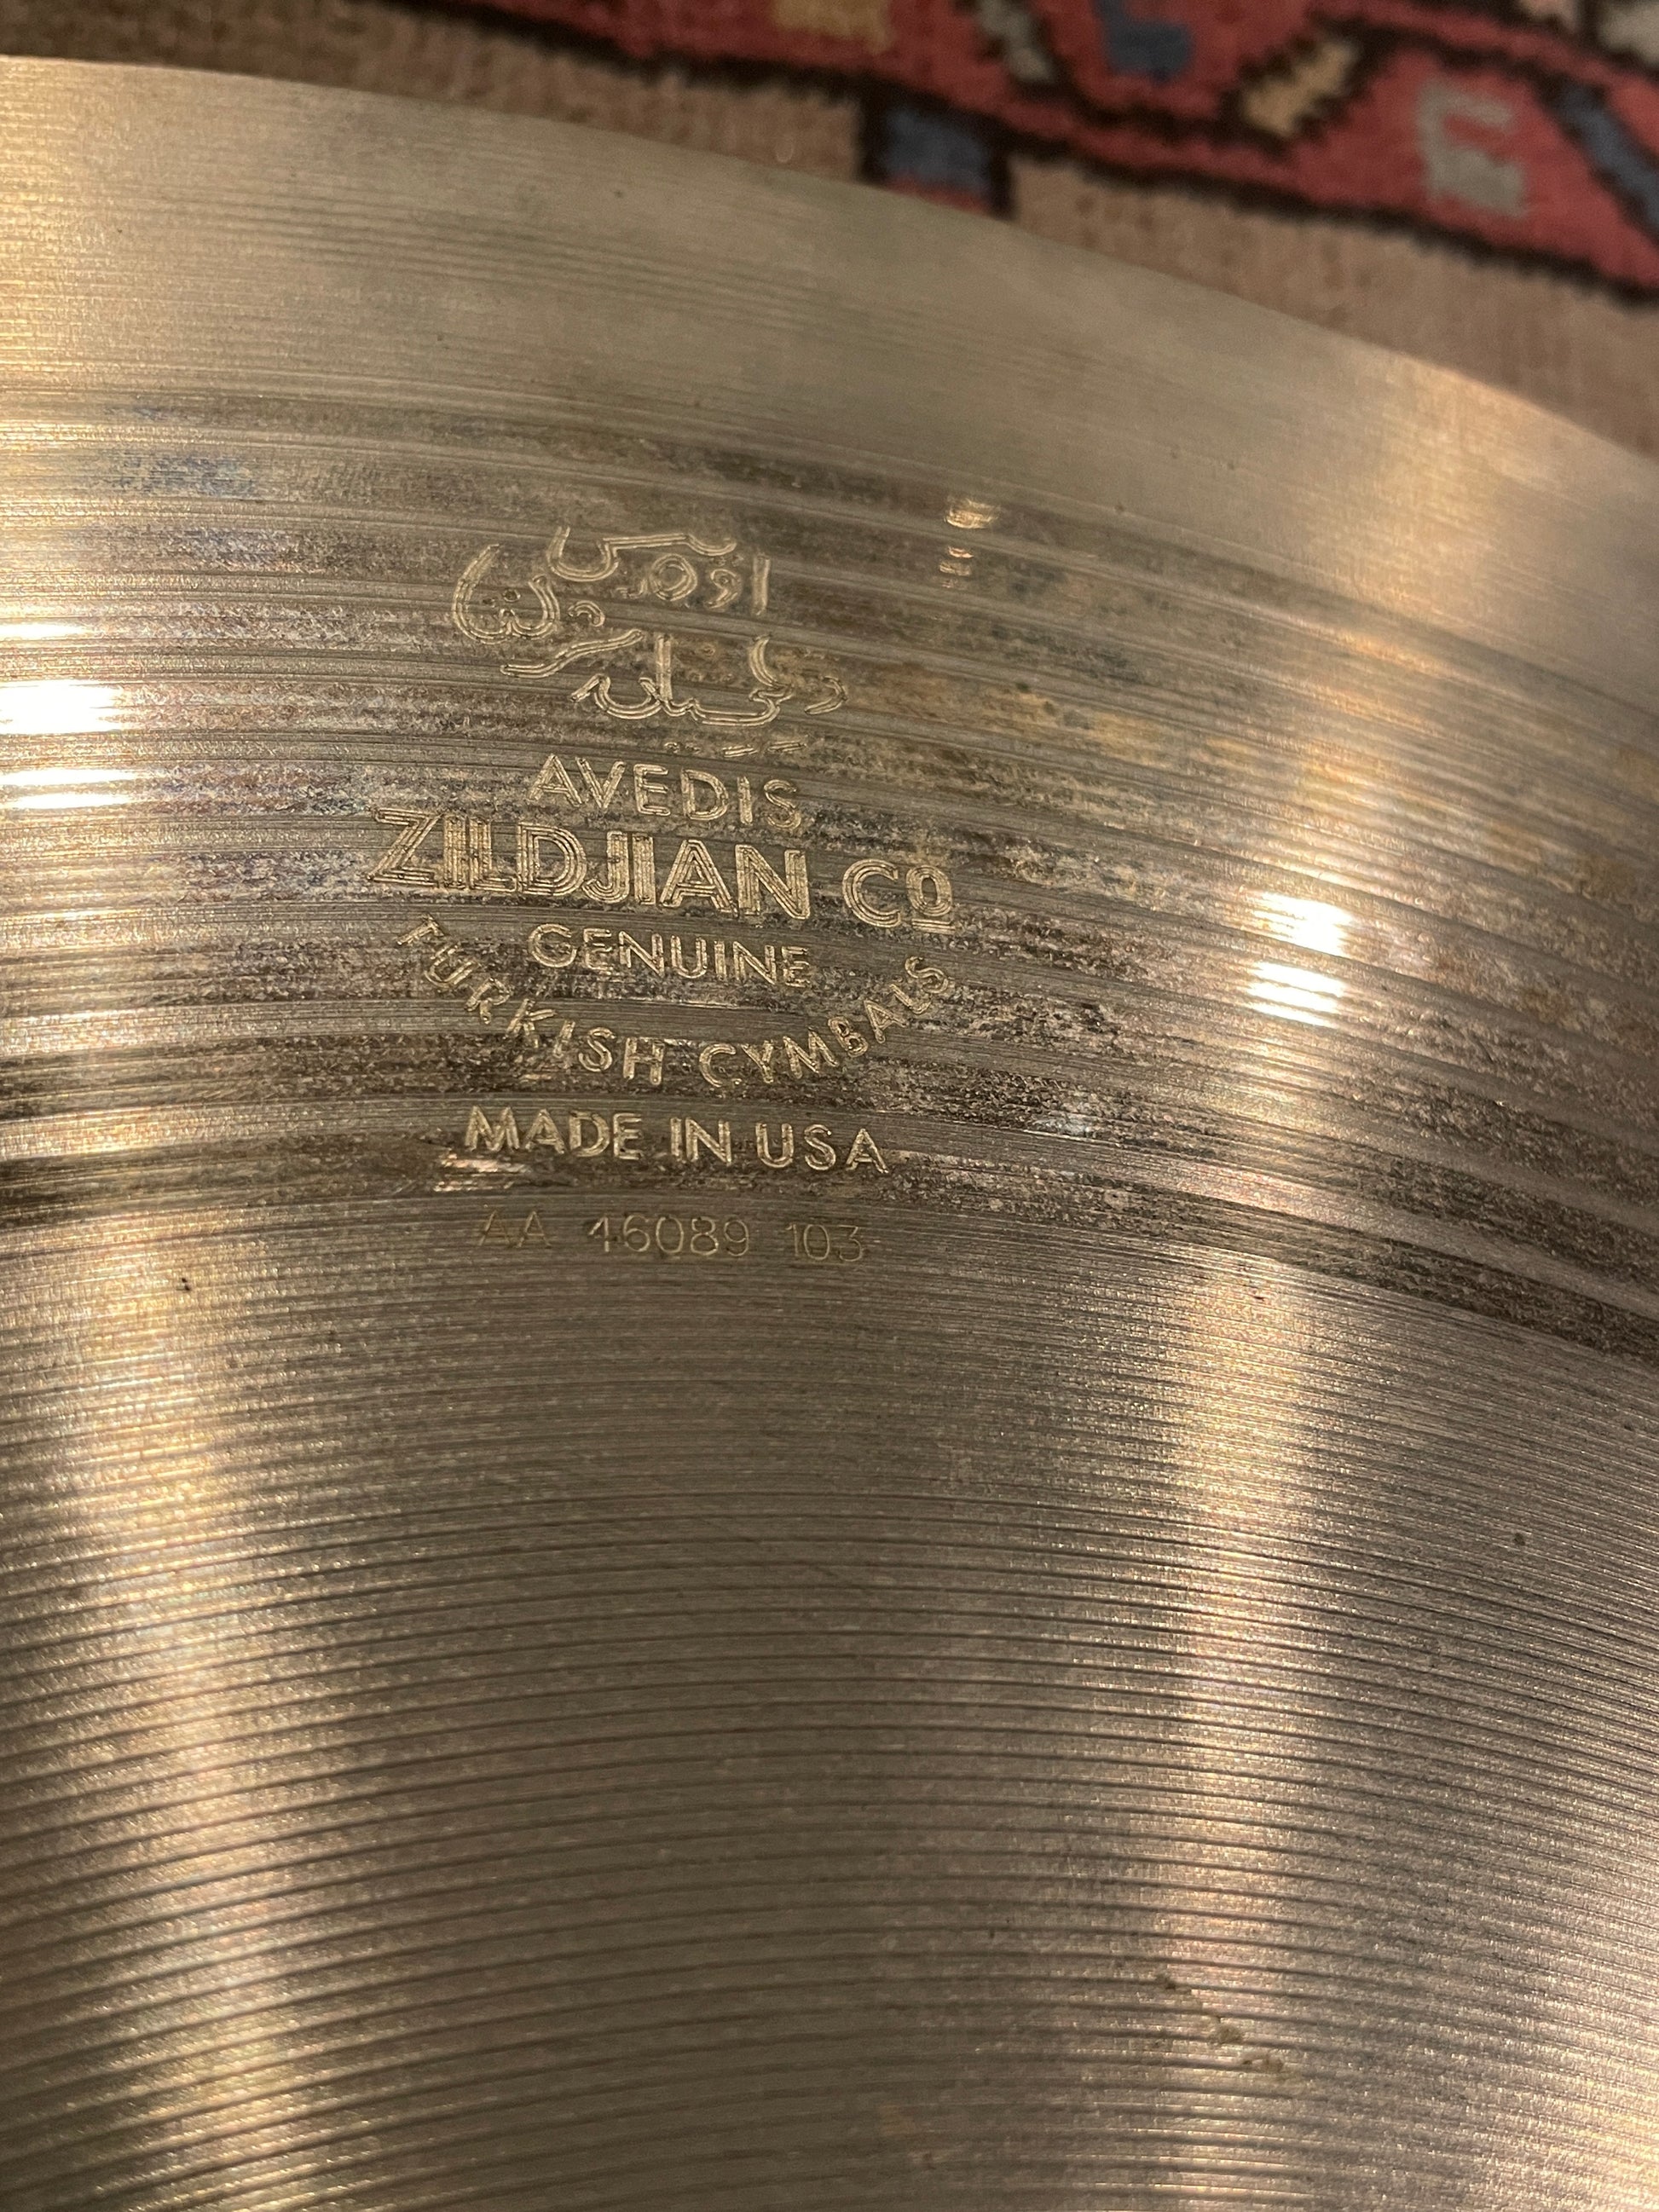 AVEDIS
ZILDJIAN Co
GENUINE
TURKISH CYMBALS
MADE IN USA
AA 46089 103